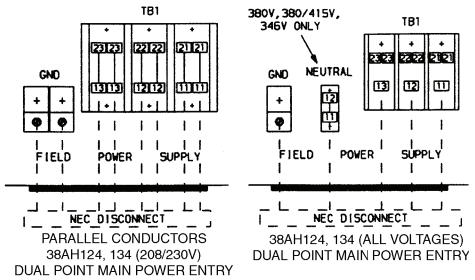 TB1
23 23 22 22 21 21
GND
13 13 12 12 11 11
FIELD POWER SUPPLY
NEC DISCONNECT
PARALLEL CONDUCTORS
38AH124, 134 (208/230V)
DUAL POINT MAIN POWER ENTRY
380V, 380/415V,
346V ONLY
TB1
23 23 22 22 21 21
GND NEUTRAL
13 12 11
12
11
FIELD POWER SUPPLY
NEC DISCONNECT
38AH124, 134 (ALL VOLTAGES)
DUAL POINT MAIN POWER ENTRY